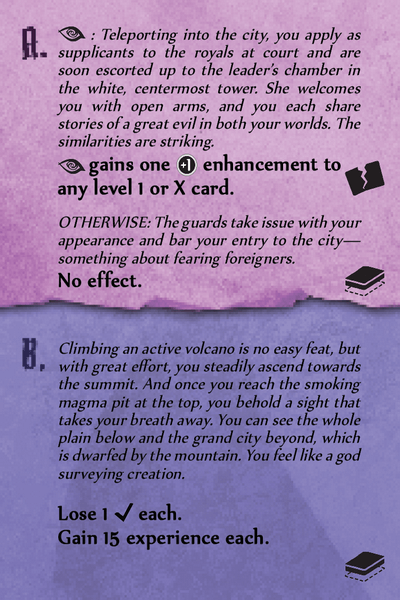 A.
: Teleporting into the city, you apply as
supplicants to the royals at court and are
soon escorted up to the leader's chamber in
the white, centermost tower. She welcomes
you with open arms, and you each share
stories of a great evil in both your worlds. The
similarities are striking.
gains one +1 enhancement to
any level 1 or X card.
OTHERWISE: The guards take issue with your
appearance and bar your entry to the city—
something about fearing foreigners.
No effect.
B.
Climbing an active volcano is no easy feat, but
with great effort, you steadily ascend towards
the summit. And once you reach the smoking
magma pit at the top, you behold a sight that
takes your breath away. You can see the whole
plain below and the grand city beyond, which
is dwarfed by the mountain. You feel like a god
surveying creation.
Lose 1 ✓ each.
Gain 15 experience each.